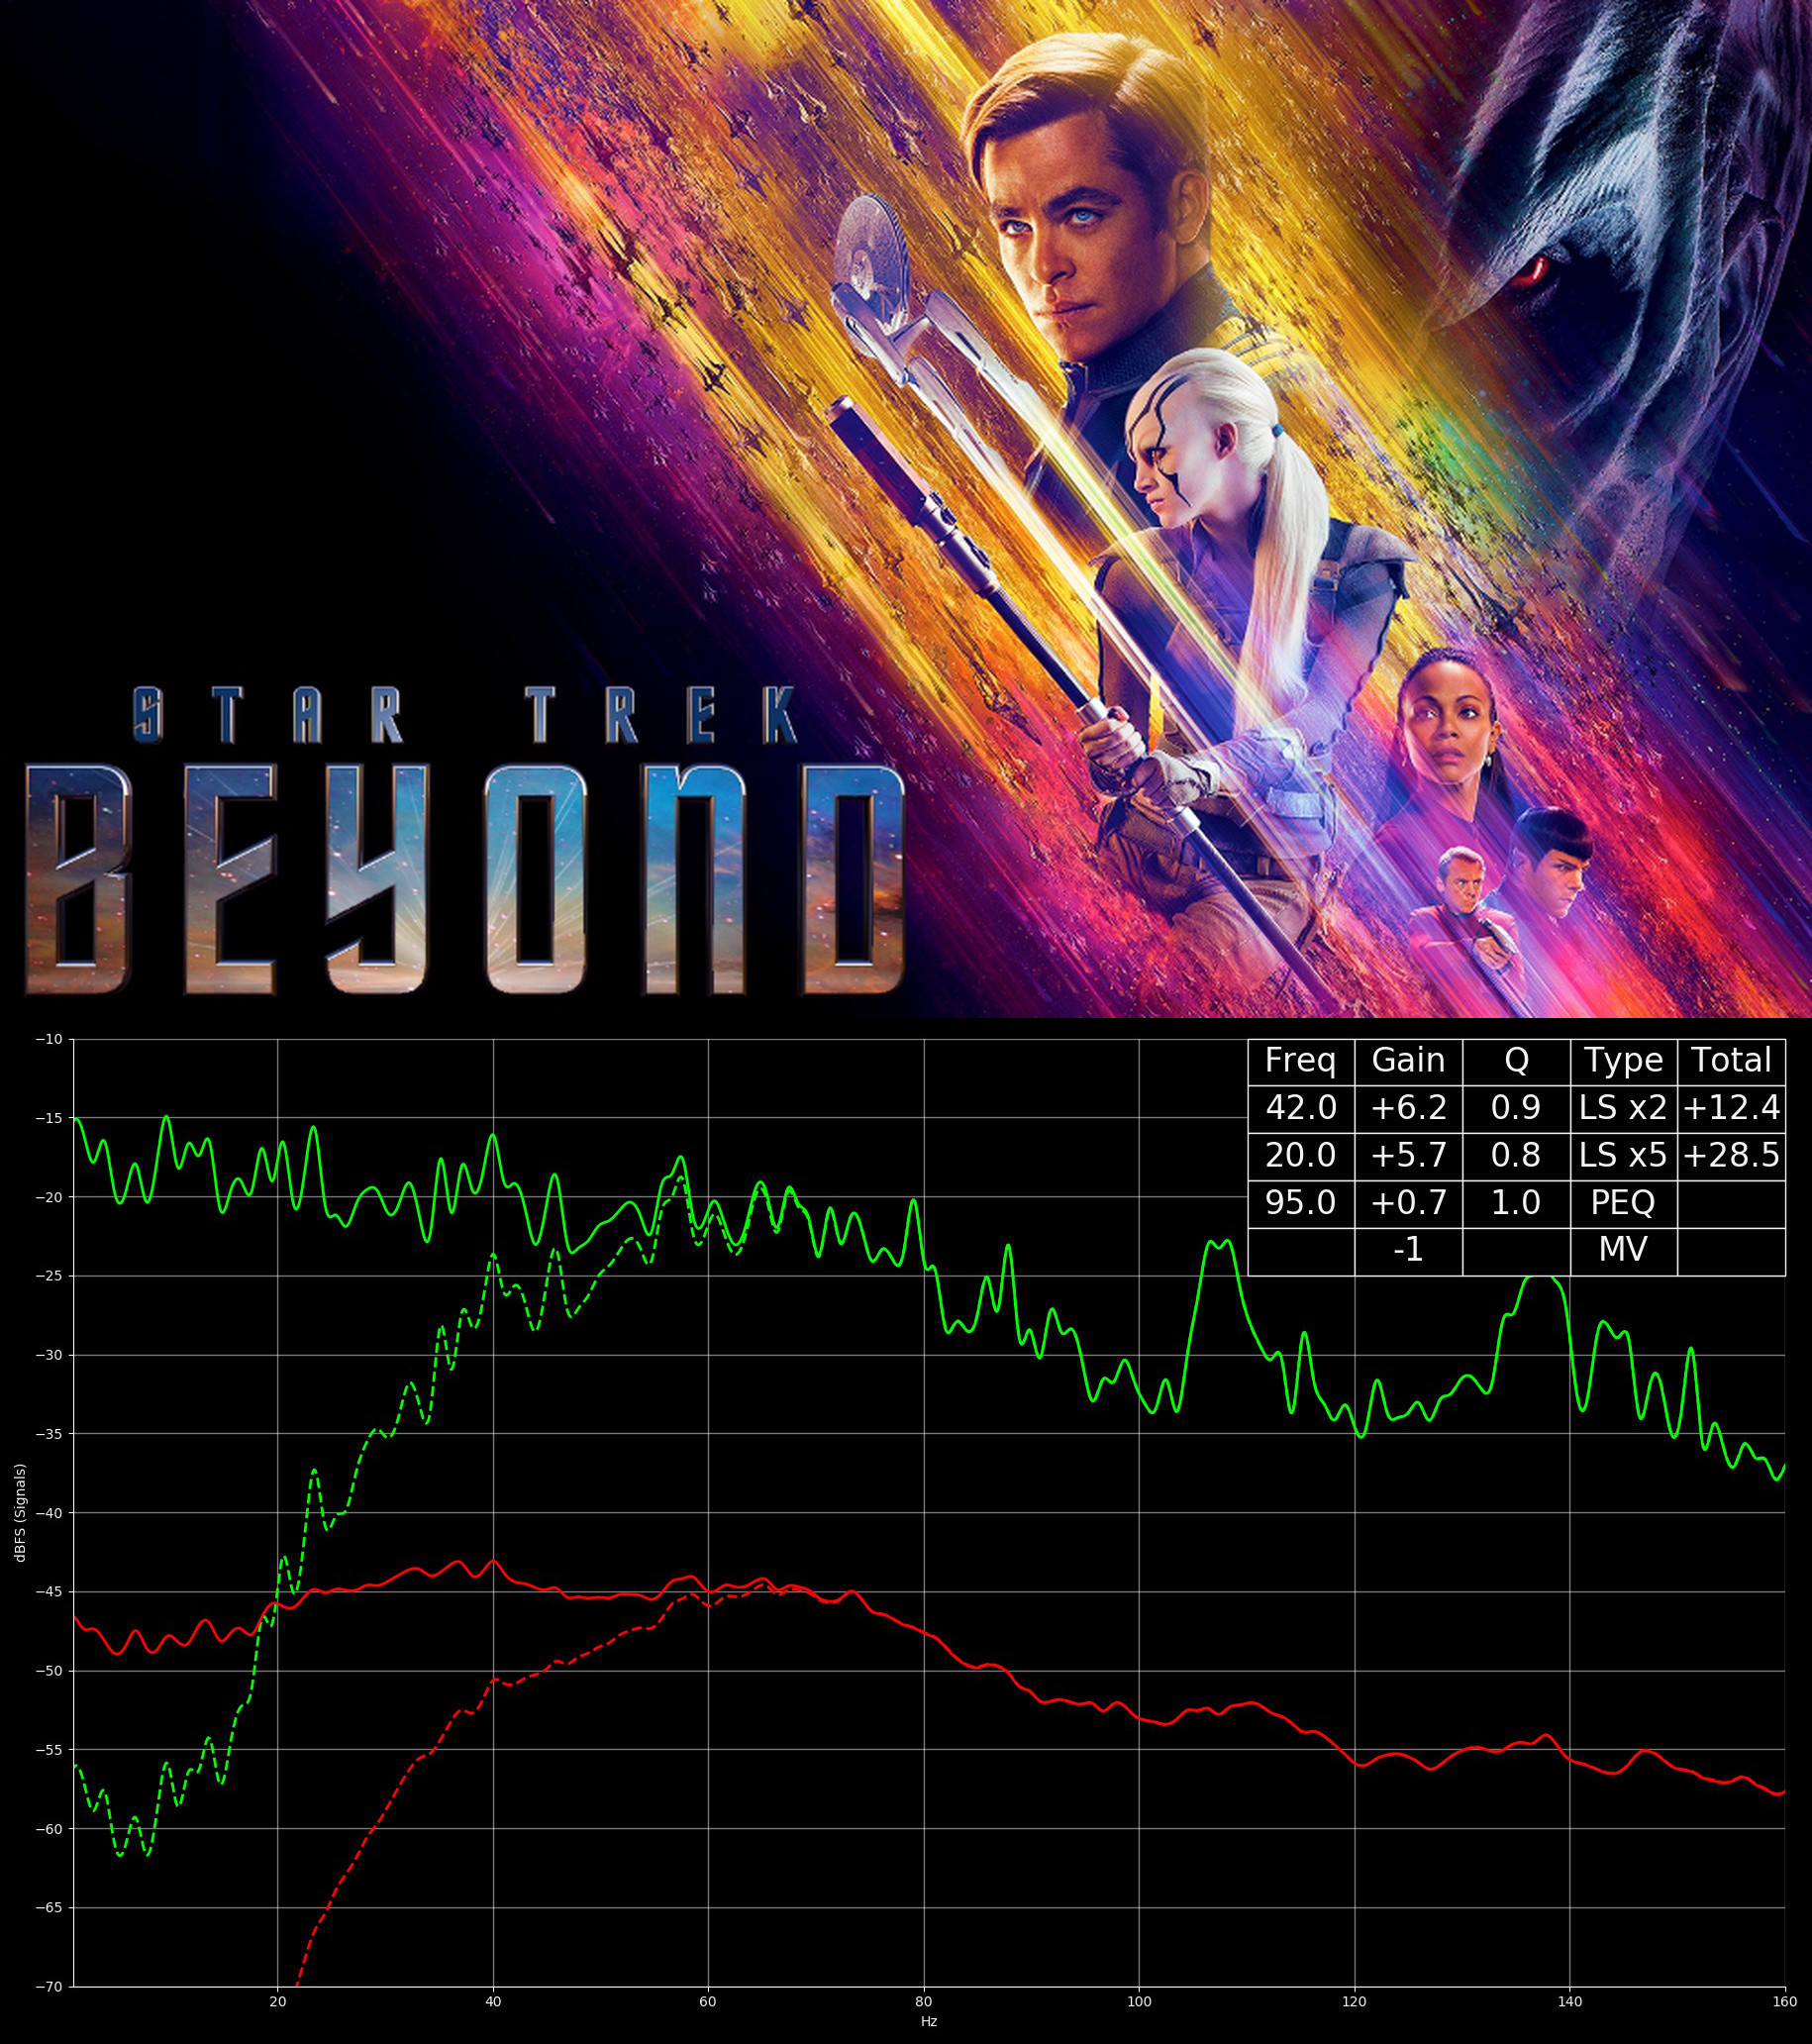 STAR TREK
BEYOND
Freq Gain Q Type Total
42.0 +6.2 0.9 LS x2 +12.4
20.0 +5.7 0.8 LS x5 +28.5
95.0 +0.7 1.0 PEQ
-1 MV
−10
−15
−20
−25
−30
−35
−40
−45
−50
−55
−60
−65
−70
dBFS (Signals)
20 40 60 80 100 120 140 160
Hz